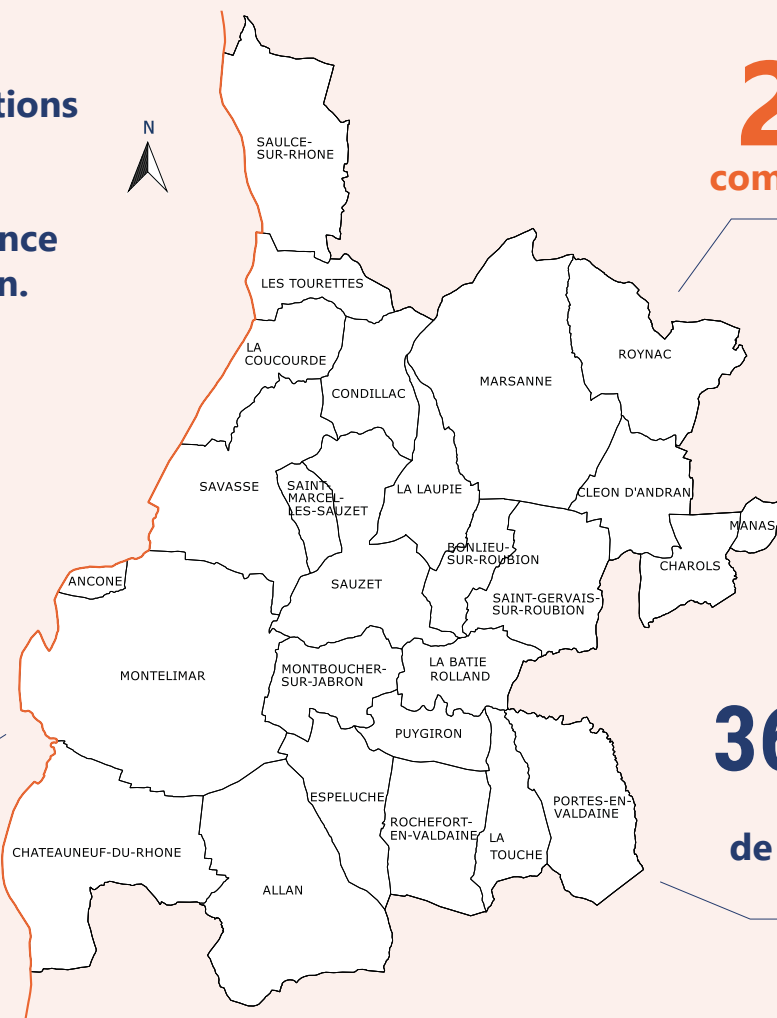 tions
N
nce
n.
2
com
SAULCE-
SUR-RHONE
LES TOURETTES
LA
COUCOURDE
CONDILLAC
MARSANNE
ROYNAC
SAVASSE
SAINT-
MARCEL-
LES-SAUZET
LA LAUPIE
CLEON D'ANDRAN
MANAS
BONLIEU-
SUR-ROUBION
CHAROLS
ANCONE
SAUZET
SAINT-GERVAIS-
SUR-ROUBION
MONTELIMAR
MONTBOUCHER-
SUR-JABRON
LA BATIE
ROLLAND
PUYGIRON
36
ESPELUCHE
PORTES-EN-
VALDAINE
ROCHEFORT-
EN-VALDAINE
LA
TOUCHE
de
CHATEAUNEUF-DU-RHONE
ALLAN